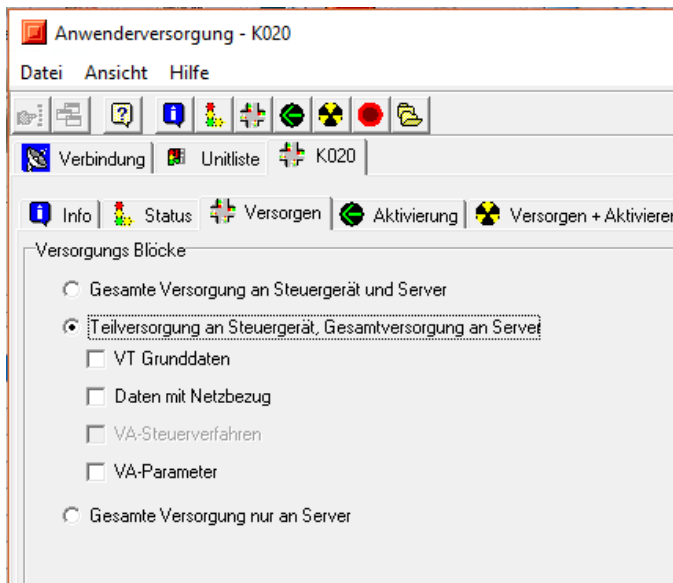 Anwenderversorgung - K020
Datei Ansicht Hilfe
Verbindung Unitliste K020
Info Status Versorgen Aktivierung Versorgen + Aktivieren
Versorgungs Blöcke
Gesamte Versorgung an Steuergerät und Server
Teilversorgung an Steuergerät, Gesamtversorgung an Server
VT Grunddaten
Daten mit Netzbezug
VA-Steuerverfahren
VA-Parameter
Gesamte Versorgung nur an Server